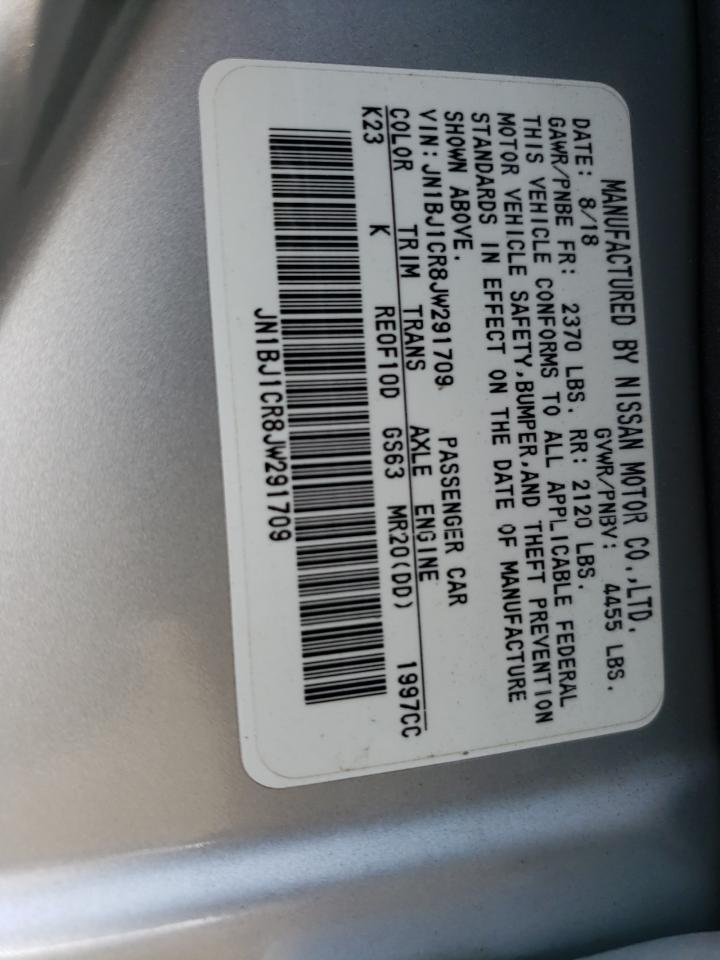 MANUFACTURED BY NISSAN MOTOR CO.,LTD.
DATE: 8/18 GVWR/PNBV: 4455 LBS.
GAWR/PNBE FR: 2370 LBS. RR: 2120 LBS.
THIS VEHICLE CONFORMS TO ALL APPLICABLE FEDERAL
MOTOR VEHICLE SAFETY,BUMPER,AND THEFT PREVENTION
STANDARDS IN EFFECT ON THE DATE OF MANUFACTURE
SHOWN ABOVE.
VIN:JN1BJ1CR8JW291709 PASSENGER CAR
COLOR TRIM TRANS AXLE ENGINE
K23 K RE0F10D GS63 MR20(DD) 1997CC
JN1BJ1CR8JW291709